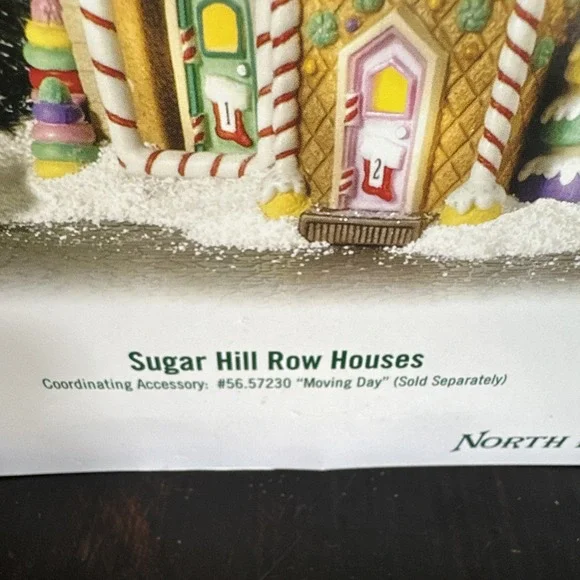 1
2
Sugar Hill Row Houses
Coordinating Accessory: #56.57230 "Moving Day" (Sold Separately)
NORTH